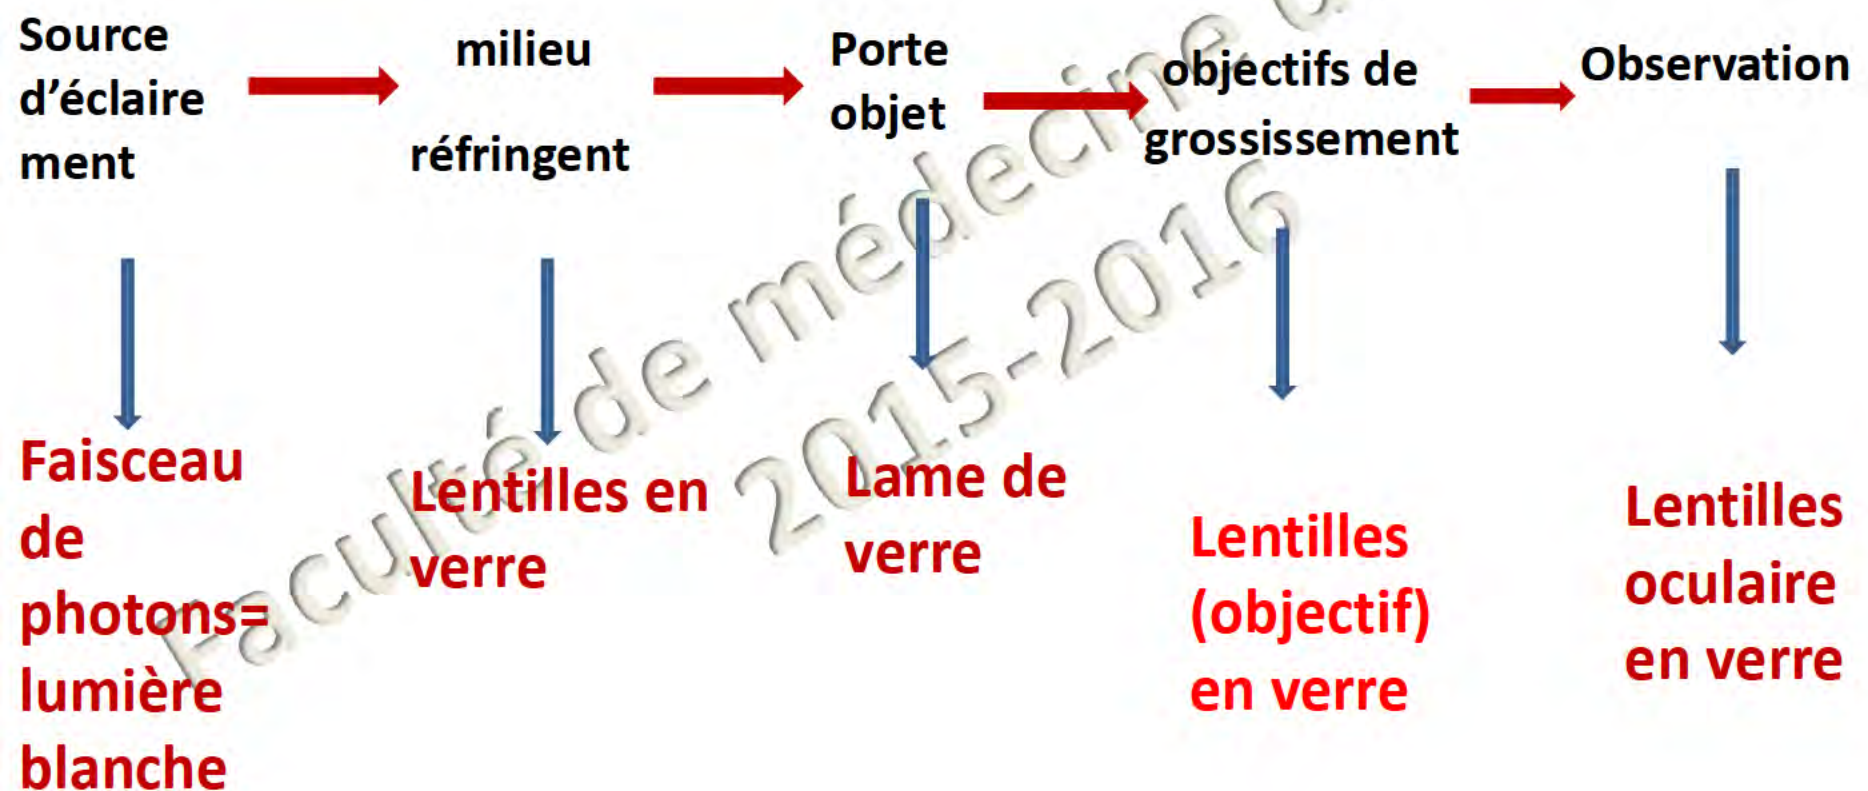 Source
d'éclaire
ment
milieu
réfringent
Porte
objet
objectifs de
grossissement
Observation
Faisceau
de
photons=
lumière
blanche
Lentilles en
verre
Lame de
verre
Lentilles
(objectif)
en verre
Lentilles
oculaire
en verre
Faculté de médecine
2015-2016